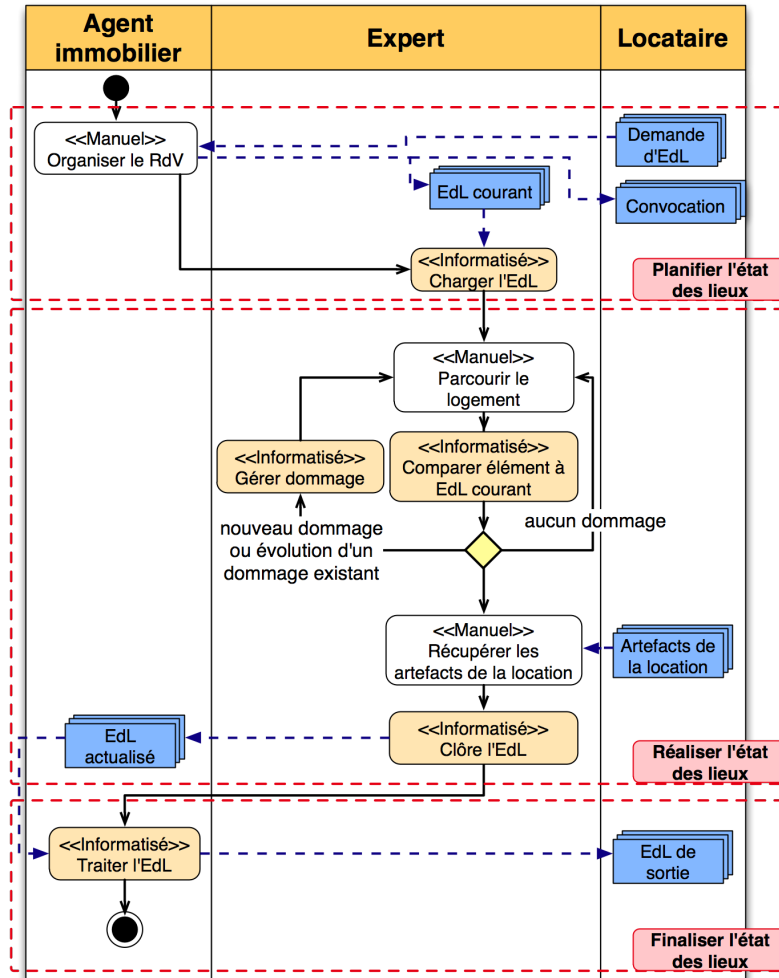 Agent
immobilier
Expert
Locataire
<<Manuel>>
Organiser le RdV
Demande
d'EdL
EdL courant
Convocation
<<Informatisé>>
Charger l'EdL
Planifier l'état
des lieux
<<Manuel>>
Parcourir le
logement
<<Informatisé>>
Gérer dommage
<<Informatisé>>
Comparer élément à
EdL courant
nouveau dommage
ou évolution d'un
dommage existant
aucun dommage
<<Manuel>>
Récupérer les
artefacts de la location
Artefacts de
la location
EdL
actualisé
<<Informatisé>>
Clôre l'EdL
Réaliser l'état
des lieux
<<Informatisé>>
Traiter l'EdL
EdL de
sortie
Finaliser l'état
des lieux